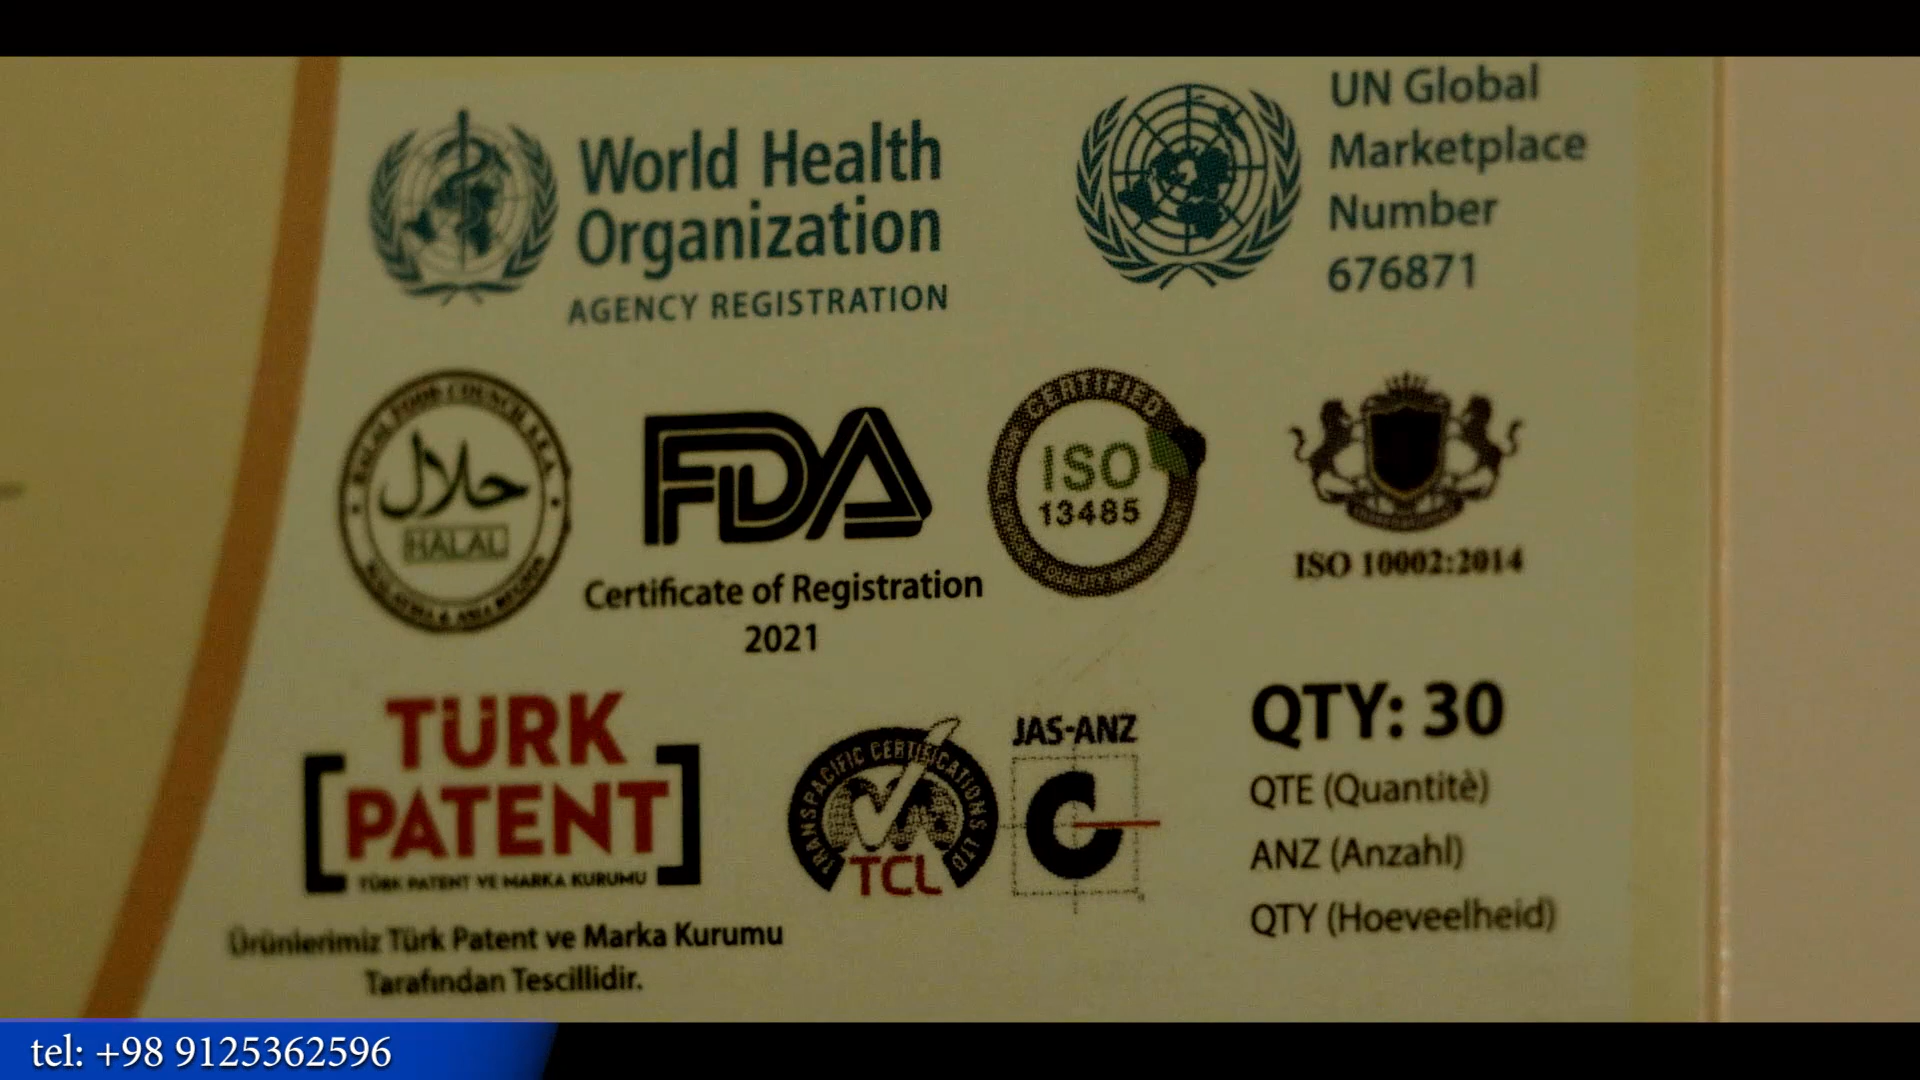 World Health
Organization
AGENCY REGISTRATION
UN Global
Marketplace
Number
676871
حلال
HALAL
FDA
Certificate of Registration
2021
CERTIFIED
ISO
13485
ISO 10002:2014
TÜRK
PATENT
TÜRK PATENT VE MARKA KURUMU
Ürünlerimiz Türk Patent ve Marka Kurumu
Tarafından Tescillidir.
TRANSPACIFIC CERTIFICATIONS LTD
TCL
JAS-ANZ
QTY: 30
QTE (Quantitè)
ANZ (Anzahl)
QTY (Hoeveelheid)
tel: +98 9125362596